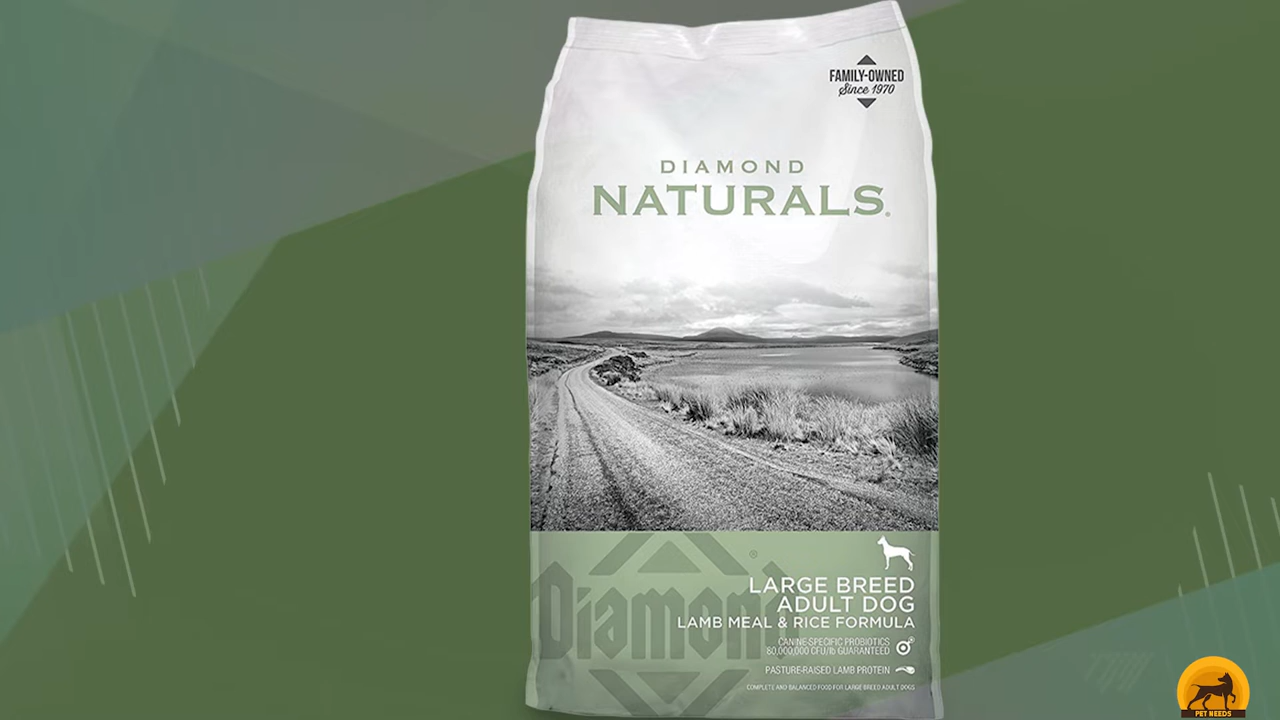 FAMILY-OWNED
Since 1970
DIAMOND
NATURALS®
Diamond®
LARGE BREED
ADULT DOG
LAMB MEAL & RICE FORMULA
CANINE-SPECIFIC PROBIOTICS
80,000,000 CFU/lb GUARANTEED
PASTURE-RAISED LAMB PROTEIN
COMPLETE AND BALANCED FOOD FOR LARGE BREED ADULT DOGS
PET NEEDS